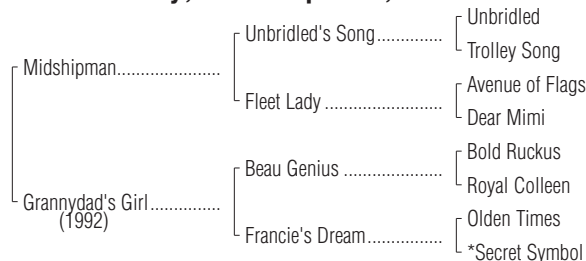 Unbridled
Unbridled's Song..............
Trolley Song
Midshipman.....................
Avenue of Flags
Fleet Lady ........................
Dear Mimi
Bold Ruckus
Beau Genius ....................
Royal Colleen
Grannydad's Girl..............
(1992)
Olden Times
Francie's Dream...............
*Secret Symbol